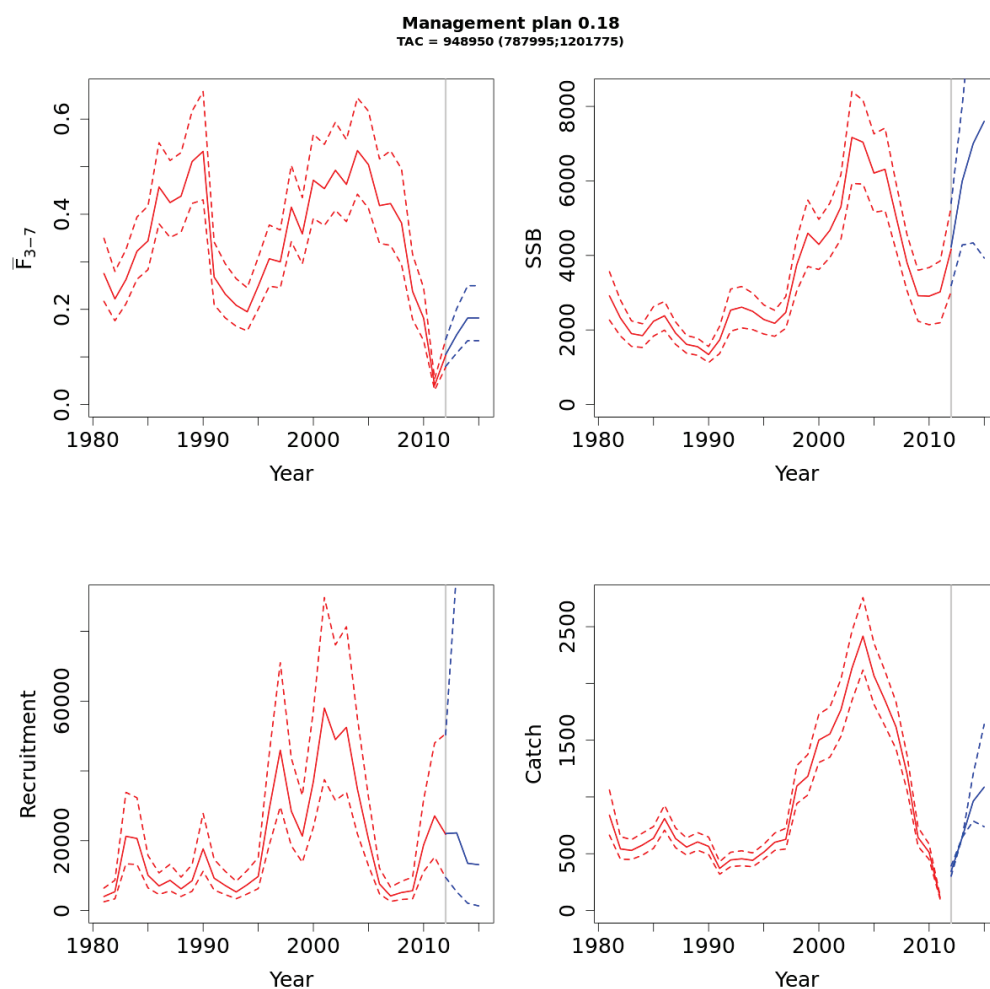 Management plan 0.18
TAC = 948950 (787995;1201775)
F̅3−7
0.0 0.2 0.4 0.6
1980 1990 2000 2010
Year
SSB
0 2000 4000 6000 8000
1980 1990 2000 2010
Year
Recruitment
0 20000 60000
1980 1990 2000 2010
Year
Catch
0 500 1500 2500
1980 1990 2000 2010
Year